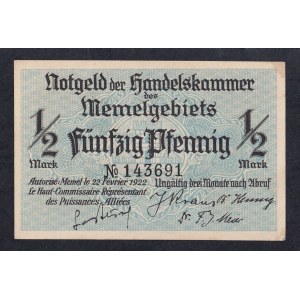 Notgeld der Handelskammer
des
Memelgebiets
1/2 Mark
Fünfzig Pfennig
1/2 Mark
No 143691
Autorisé-Memel le 22 Février 1922
Le Haut-Commissaire Représentant
des Puissances-Alliées
Ungültig drei Monate nach Abruf
J. Kraus